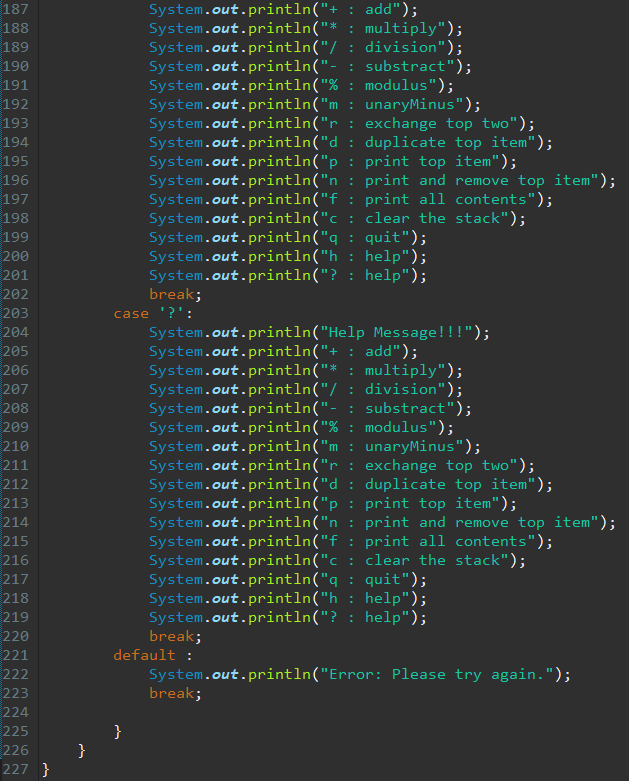 187 System.out.println("+ : add");
188 System.out.println("* : multiply");
189 System.out.println("/ : division");
190 System.out.println("- : substract");
191 System.out.println("% : modulus");
192 System.out.println("m : unaryMinus");
193 System.out.println("r : exchange top two");
194 System.out.println("d : duplicate top item");
195 System.out.println("p : print top item");
196 System.out.println("n : print and remove top item");
197 System.out.println("f : print all contents");
198 System.out.println("c : clear the stack");
199 System.out.println("q : quit");
200 System.out.println("h : help");
201 System.out.println("? : help");
202 break;
203 case '?':
204 System.out.println("Help Message!!!");
205 System.out.println("+ : add");
206 System.out.println("* : multiply");
207 System.out.println("/ : division");
208 System.out.println("- : substract");
209 System.out.println("% : modulus");
210 System.out.println("m : unaryMinus");
211 System.out.println("r : exchange top two");
212 System.out.println("d : duplicate top item");
213 System.out.println("p : print top item");
214 System.out.println("n : print and remove top item");
215 System.out.println("f : print all contents");
216 System.out.println("c : clear the stack");
217 System.out.println("q : quit");
218 System.out.println("h : help");
219 System.out.println("? : help");
220 break;
221 default :
222 System.out.println("Error: Please try again.");
223 break;
224
225 }
226 }
227 }